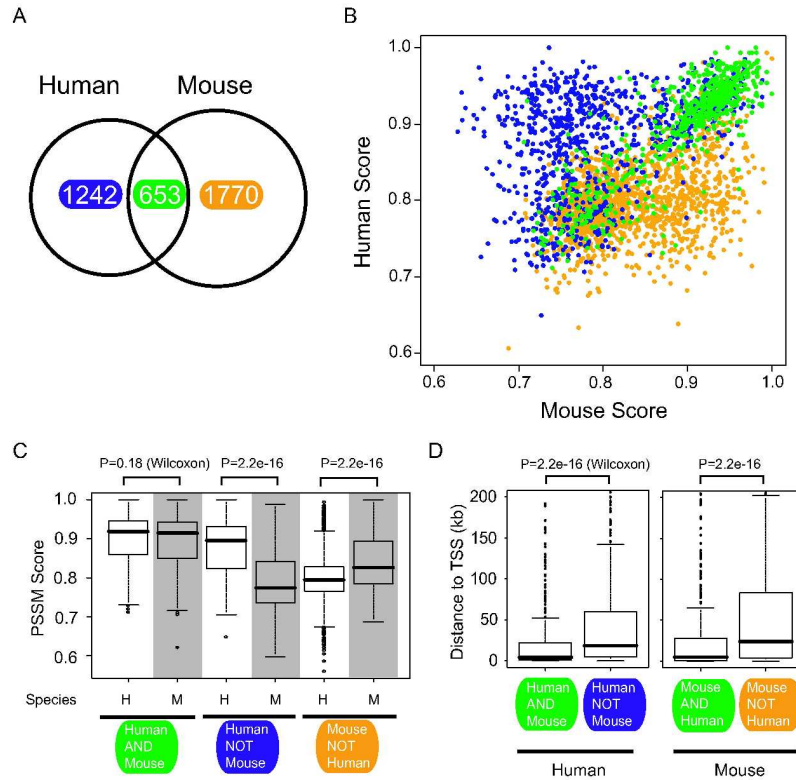 A
Human Mouse
1242 653 1770
B
Human Score
1.0
0.9
0.8
0.7
0.6
0.6 0.7 0.8 0.9 1.0
Mouse Score
C
P=0.18 (Wilcoxon) P=2.2e-16 P=2.2e-16
PSSM Score
1.0
0.9
0.8
0.7
0.6
Species H M H M H M
Human AND Mouse
Human NOT Mouse
Mouse NOT Human
D
P=2.2e-16 (Wilcoxon) P=2.2e-16
Distance to TSS (kb)
200
150
100
50
0
Human AND Mouse
Human NOT Mouse
Mouse AND Human
Mouse NOT Human
Human Mouse